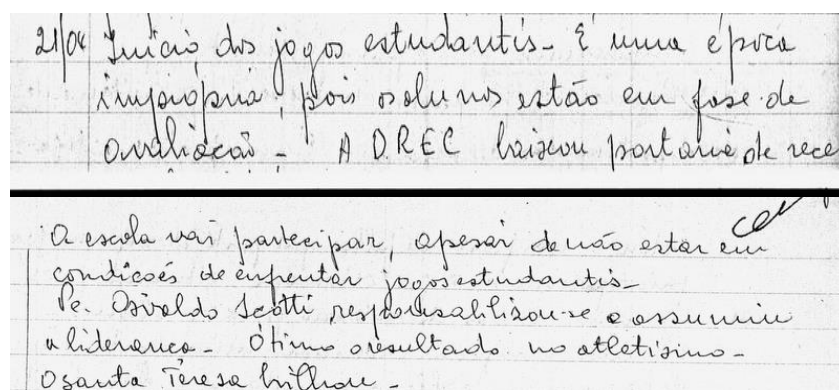 21/04 Início dos jogos estudantis - É uma época
imprópria, pois os alunos estão em fase de
avaliação - A DREC baixou portaria de rece
A escola vai participar, apesar de não estar em
condições de enfrentar jogos estudantis -
Pe. Osvaldo Scotti, responsabilizou-se e assumiu
a liderança - Ótimo o resultado no atletismo -
O Santa Teresa brilhou -